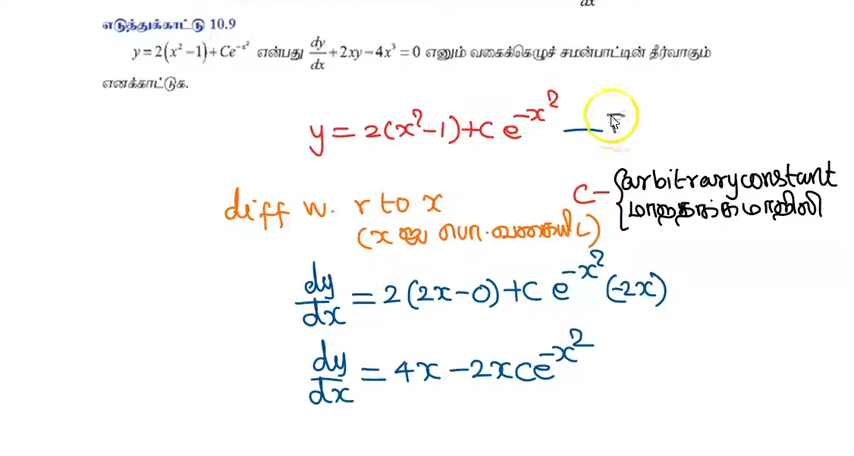 dx
எடுத்துக்காட்டு 10.9
y = 2(x² − 1) + Ce^{−x²} என்பது dy/dx + 2xy − 4x³ = 0 எனும் வகைக்கெழுச் சமன்பாட்டின் தீர்வாகும்
எனக்காட்டுக.
y = 2(x² − 1) + C e^{−x²} —
C – { arbitrary constant
diff w. r to x
(x ஐ பொ. வகையிட)
dy/dx = 2(2x − 0) + C e^{−x²} (−2x)
dy/dx = 4x − 2x C e^{−x²}